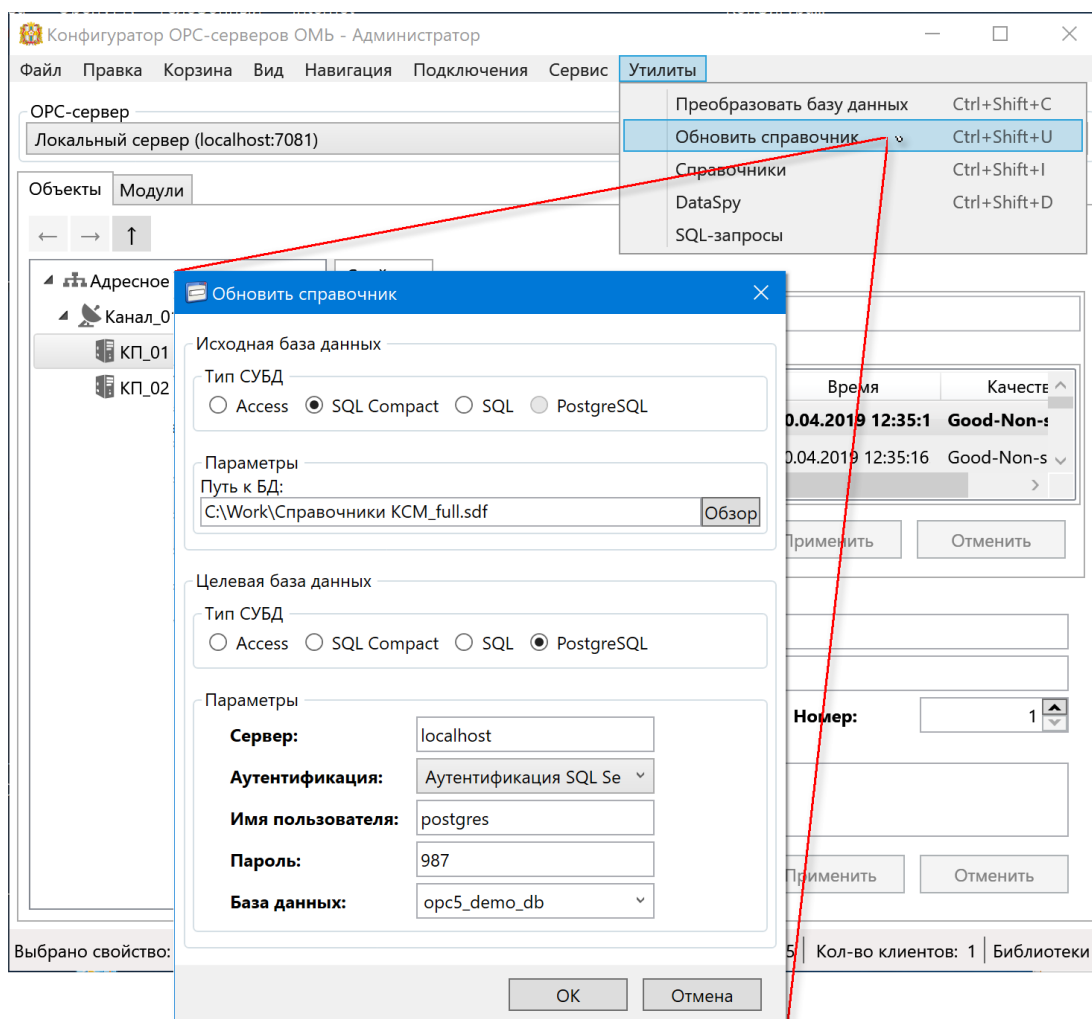 Конфигуратор OPC-серверов ОМЬ - Администратор
Файл Правка Корзина Вид Навигация Подключения Сервис Утилиты
Преобразовать базу данных Ctrl+Shift+C
Обновить справочник Ctrl+Shift+U
Справочники Ctrl+Shift+I
DataSpy Ctrl+Shift+D
SQL-запросы
OPC-сервер
Локальный сервер (localhost:7081)
Объекты Модули
Адресное
Канал_0
КП_01
КП_02
Обновить справочник
Исходная база данных
Тип СУБД
Access SQL Compact SQL PostgreSQL
Параметры
Путь к БД:
C:\Work\Справочники КСМ_full.sdf Обзор
Целевая база данных
Тип СУБД
Access SQL Compact SQL PostgreSQL
Параметры
Сервер: localhost
Аутентификация: Аутентификация SQL Se
Имя пользователя: postgres
Пароль: 987
База данных: opc5_demo_db
OK Отмена
Время Качеств
0.04.2019 12:35:1 Good-Non-s
0.04.2019 12:35:16 Good-Non-s
Применить Отменить
Номер: 1
Применить Отменить
Выбрано свойство: 5 Кол-во клиентов: 1 Библиотеки